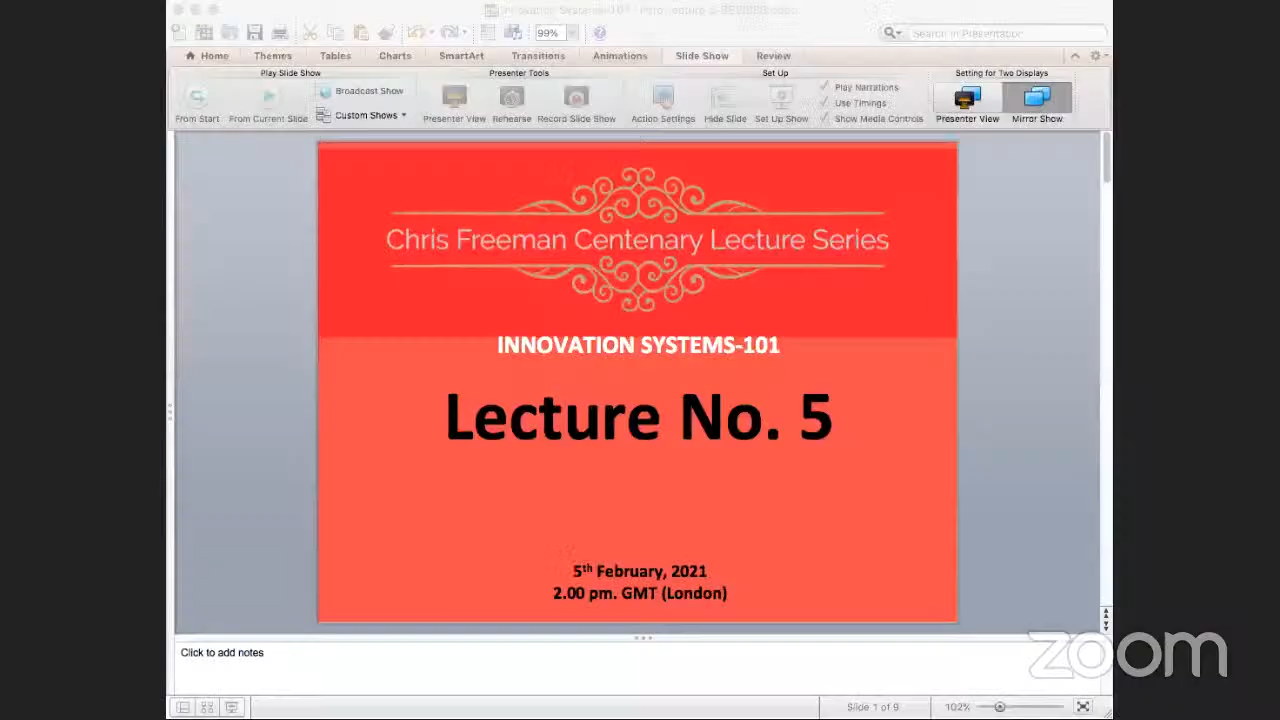 99%
Search in Presentation
Home Themes Tables Charts SmartArt Transitions Animations Slide Show Review
Play Slide Show Presenter Tools Set Up Setting for Two Displays
Broadcast Show
Custom Shows
Play Narrations
Use Timings
Show Media Controls
From Start From Current Slide Presenter View Rehearse Record Slide Show Action Settings Hide Slide Set Up Show Presenter View Mirror Show
Chris Freeman Centenary Lecture Series
INNOVATION SYSTEMS-101
Lecture No. 5
5th February, 2021
2.00 pm. GMT (London)
Click to add notes
zoom
Slide 1 of 9 102%